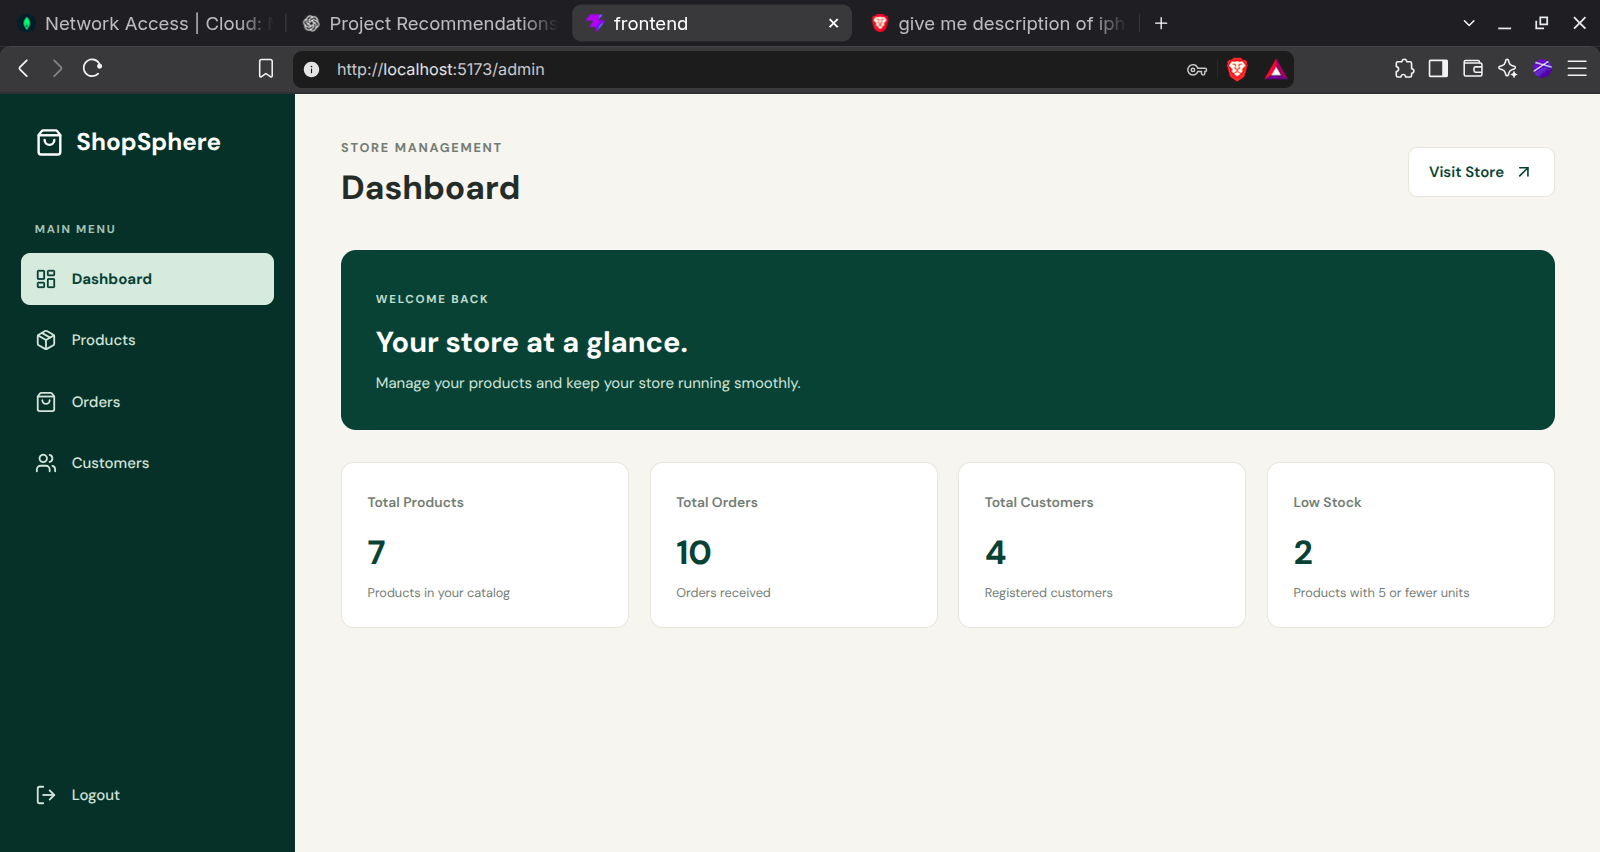 Network Access | Cloud:
Project Recommendations
frontend
give me description of iph
http://localhost:5173/admin
ShopSphere
MAIN MENU
Dashboard
Products
Orders
Customers
Logout
STORE MANAGEMENT
Dashboard
Visit Store
WELCOME BACK
Your store at a glance.
Manage your products and keep your store running smoothly.
Total Products
7
Products in your catalog
Total Orders
10
Orders received
Total Customers
4
Registered customers
Low Stock
2
Products with 5 or fewer units